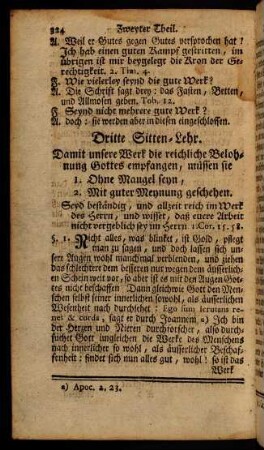 324 Zweyter Theil.
A. Weil er Gutes gegen Gutes versprochen hat?
Jch hab einen guten Kampf gestritten, im
übrigen ist mir beygelegt die Kron der Ge-
rechtigkeit. 2. Tim. 4.
F. Wie vielerley seynd die gute Werk?
A. Die Schrift sagt drey: das Fasten, Betten,
und Allmosen geben. Tob. 12.
F. Seynd nicht mehrere gute Werk?
A. doch: sie werden aber in diesen eingeschlossen.
Dritte Sitten-Lehr.
Damit unsere Werk die reichliche Beloh-
nung Gottes empfangen, müssen sie
1. Ohne Mangel seyn,
2. Mit guter Meynung geschehen.
Seyd beständig, und allzeit reich im Werk
des Herrn, und wisset, daß euere Arbeit
nicht vergeblich sey im Herrn. 1 Cor. 15. 58.
§. 1. Nicht alles, was blinket, ist Gold, pflegt
man zu sagen, und doch lassen sich un-
sere Augen wohl manchmal verblenden, und ziehen
das schlechtere dem besseren nur wegen dem äusserli-
chen Schein weit vor, so aber ist es mit den Augen Got-
tes nicht beschaffen: Dann gleichwie Gott den Men-
schen selbst seiner innerlichen sowohl, als äusserlichen
Wesenheit nach durchsichet: Ego sum scrutans re-
nes & corda, sagt er durch Joannem a) Jch bin
der Hirzen und Nieren durchforscher, also durch-
suchet Gott imgleichen die Werke des Menschens
nach innerlicher so wohl, als äusserlicher Beschaf-
fenheit: findet sich nun alles gut, wohl! so ist das
Werk
a) Apoc. 2, 23.